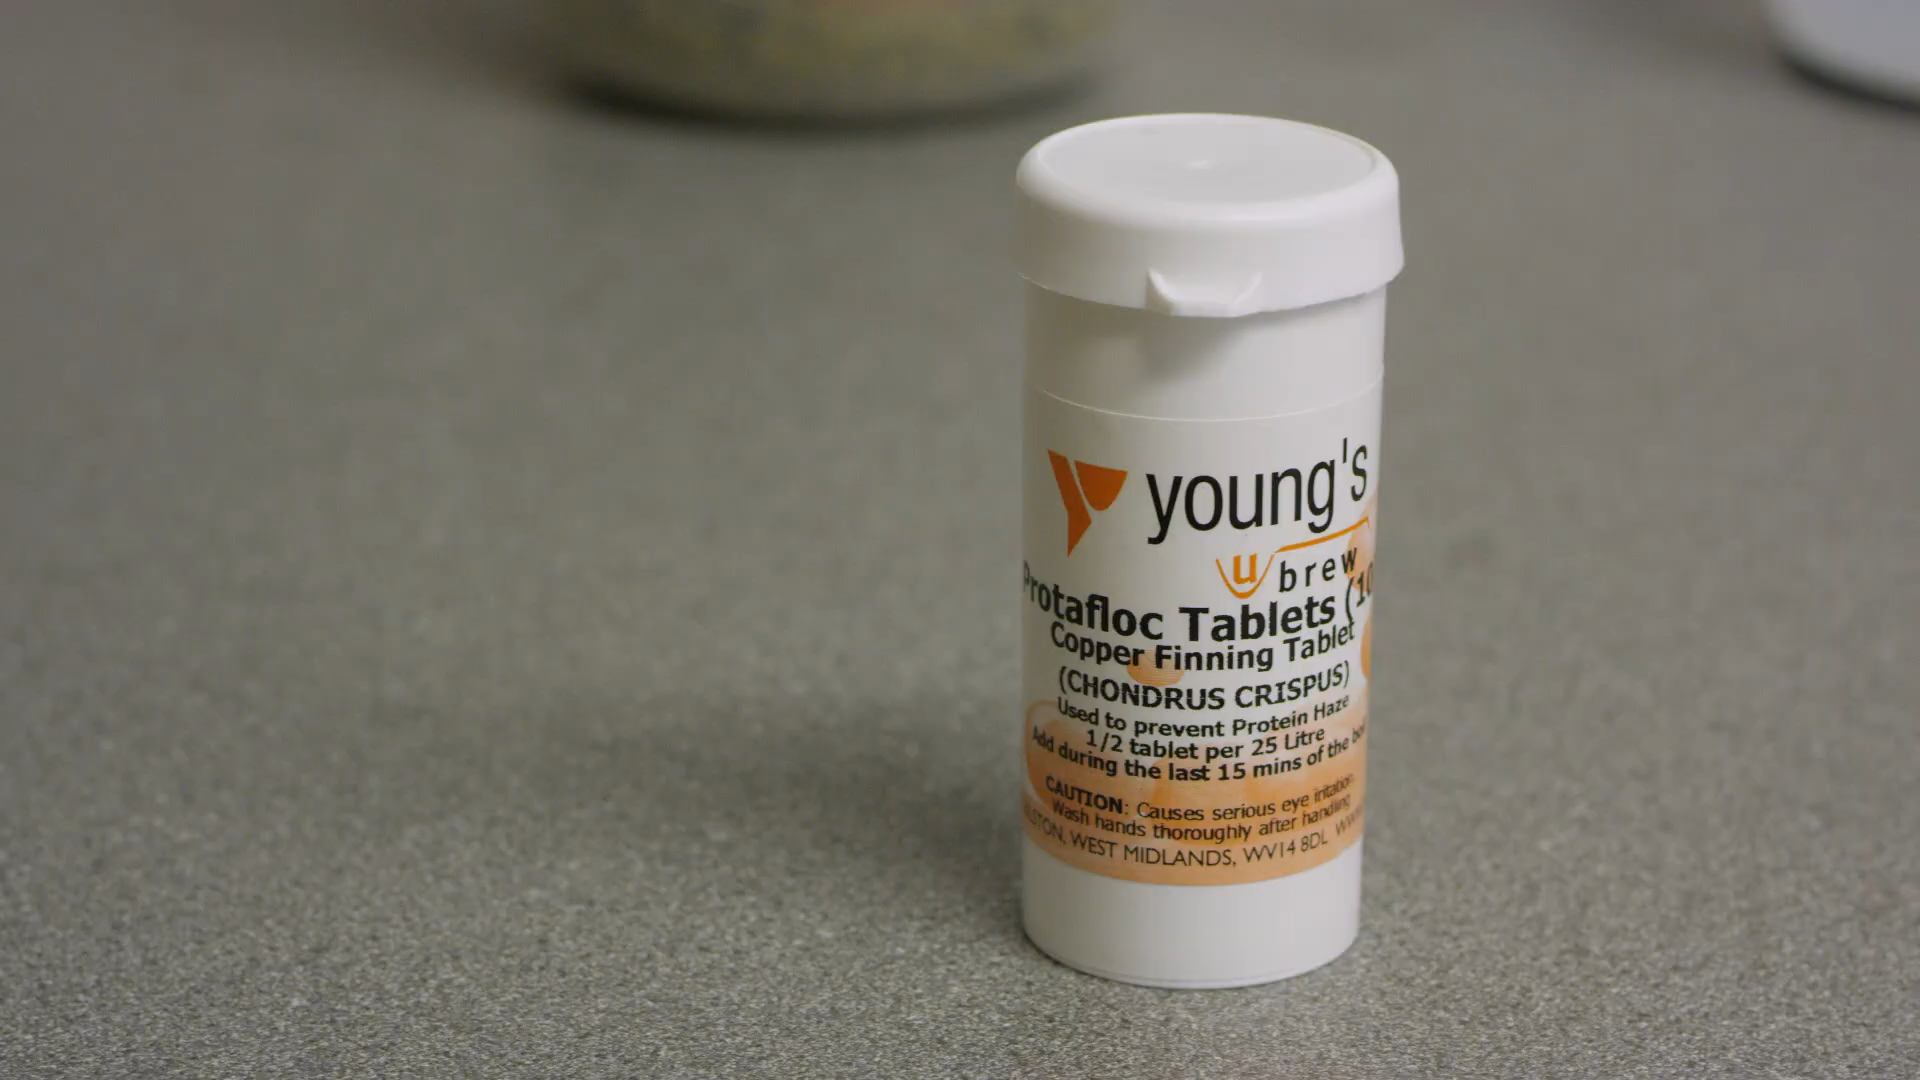 young's
u brew
Protafloc Tablets (10
Copper Finning Tablet
(CHONDRUS CRISPUS)
Used to prevent Protein Haze
1/2 tablet per 25 Litre
Add during the last 15 mins of the
CAUTION: Causes serious eye iritation
Wash hands thoroughly after handling
WEST MIDLANDS, WV14 8DL